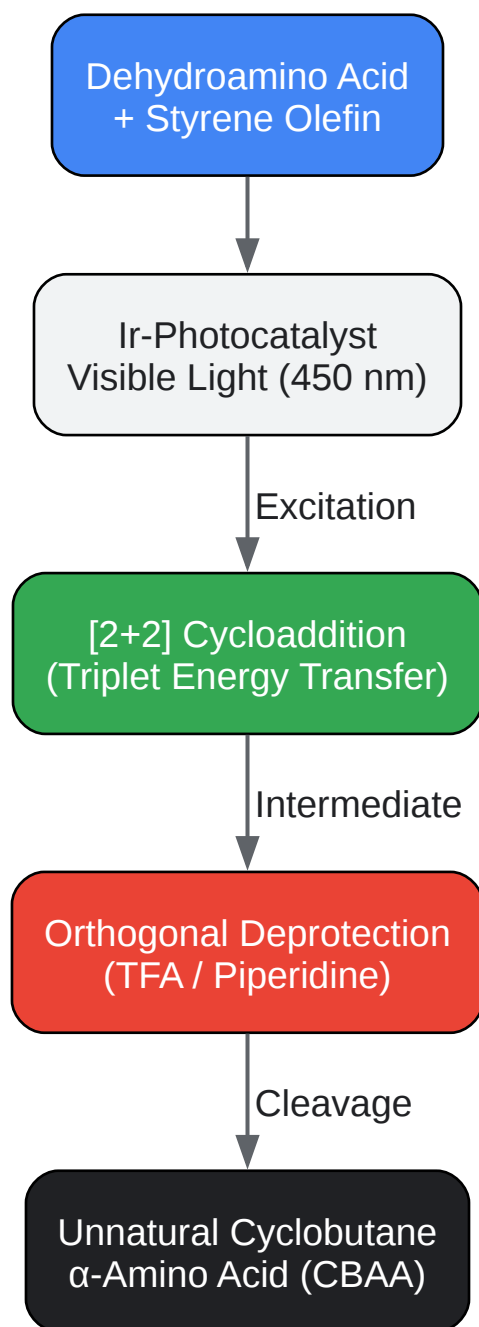 Dehydroamino Acid
+ Styrene Olefin
Ir-Photocatalyst
Visible Light (450 nm)
Excitation
[2+2] Cycloaddition
(Triplet Energy Transfer)
Intermediate
Orthogonal Deprotection
(TFA / Piperidine)
Cleavage
Unnatural Cyclobutane
α-Amino Acid (CBAA)